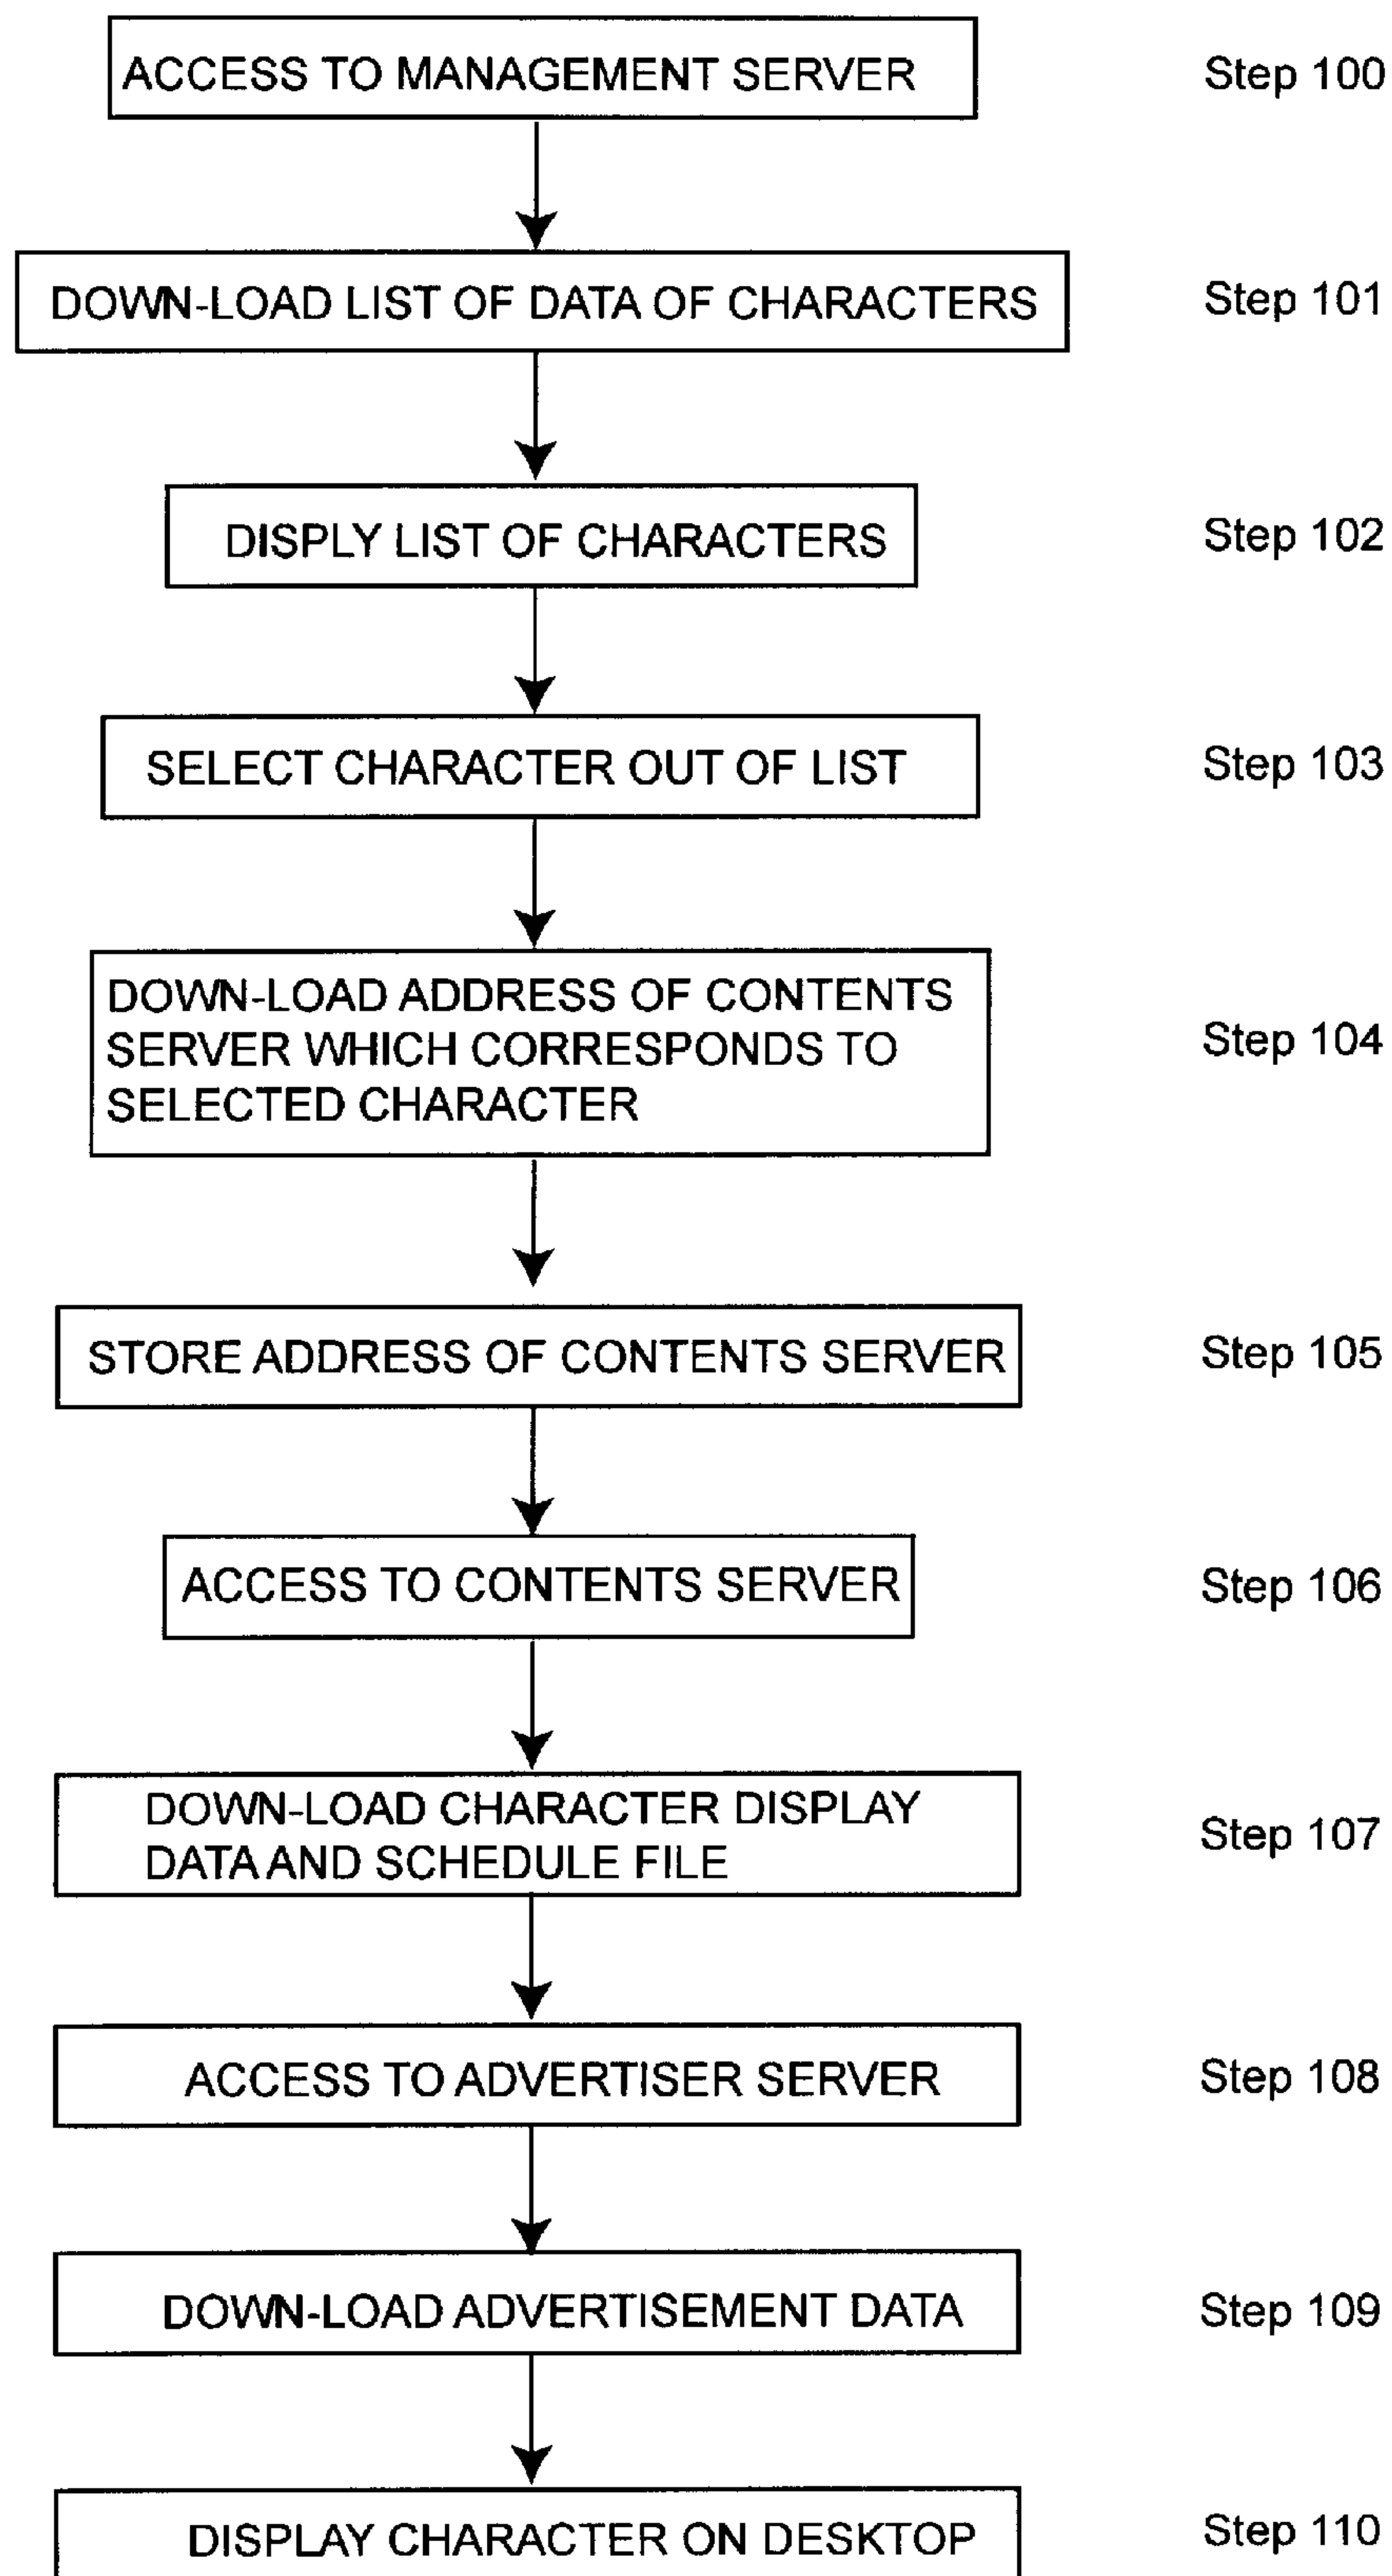 ACCESS TO MANAGEMENT SERVER Step 100
DOWN-LOAD LIST OF DATA OF CHARACTERS Step 101
DISPLY LIST OF CHARACTERS Step 102
SELECT CHARACTER OUT OF LIST Step 103
DOWN-LOAD ADDRESS OF CONTENTS
SERVER WHICH CORRESPONDS TO Step 104
SELECTED CHARACTER
STORE ADDRESS OF CONTENTS SERVER Step 105
ACCESS TO CONTENTS SERVER Step 106
DOWN-LOAD CHARACTER DISPLAY Step 107
DATA AND SCHEDULE FILE
ACCESS TO ADVERTISER SERVER Step 108
DOWN-LOAD ADVERTISEMENT DATA Step 109
DISPLAY CHARACTER ON DESKTOP Step 110